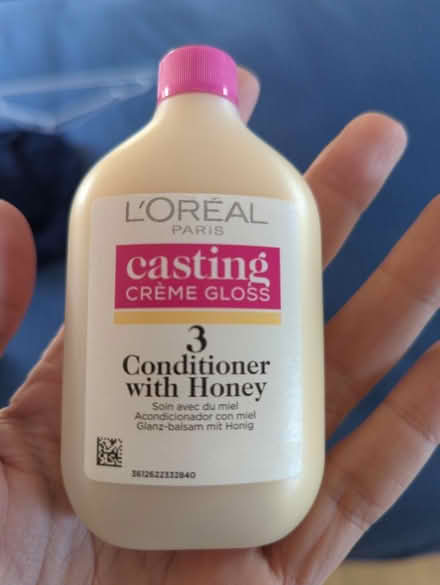 L'ORÉAL
PARIS
casting
CRÈME GLOSS
3
Conditioner
with Honey
Soin avec du miel
Acondicionador con miel
Glanz-balsam mit Honig
3612622332840